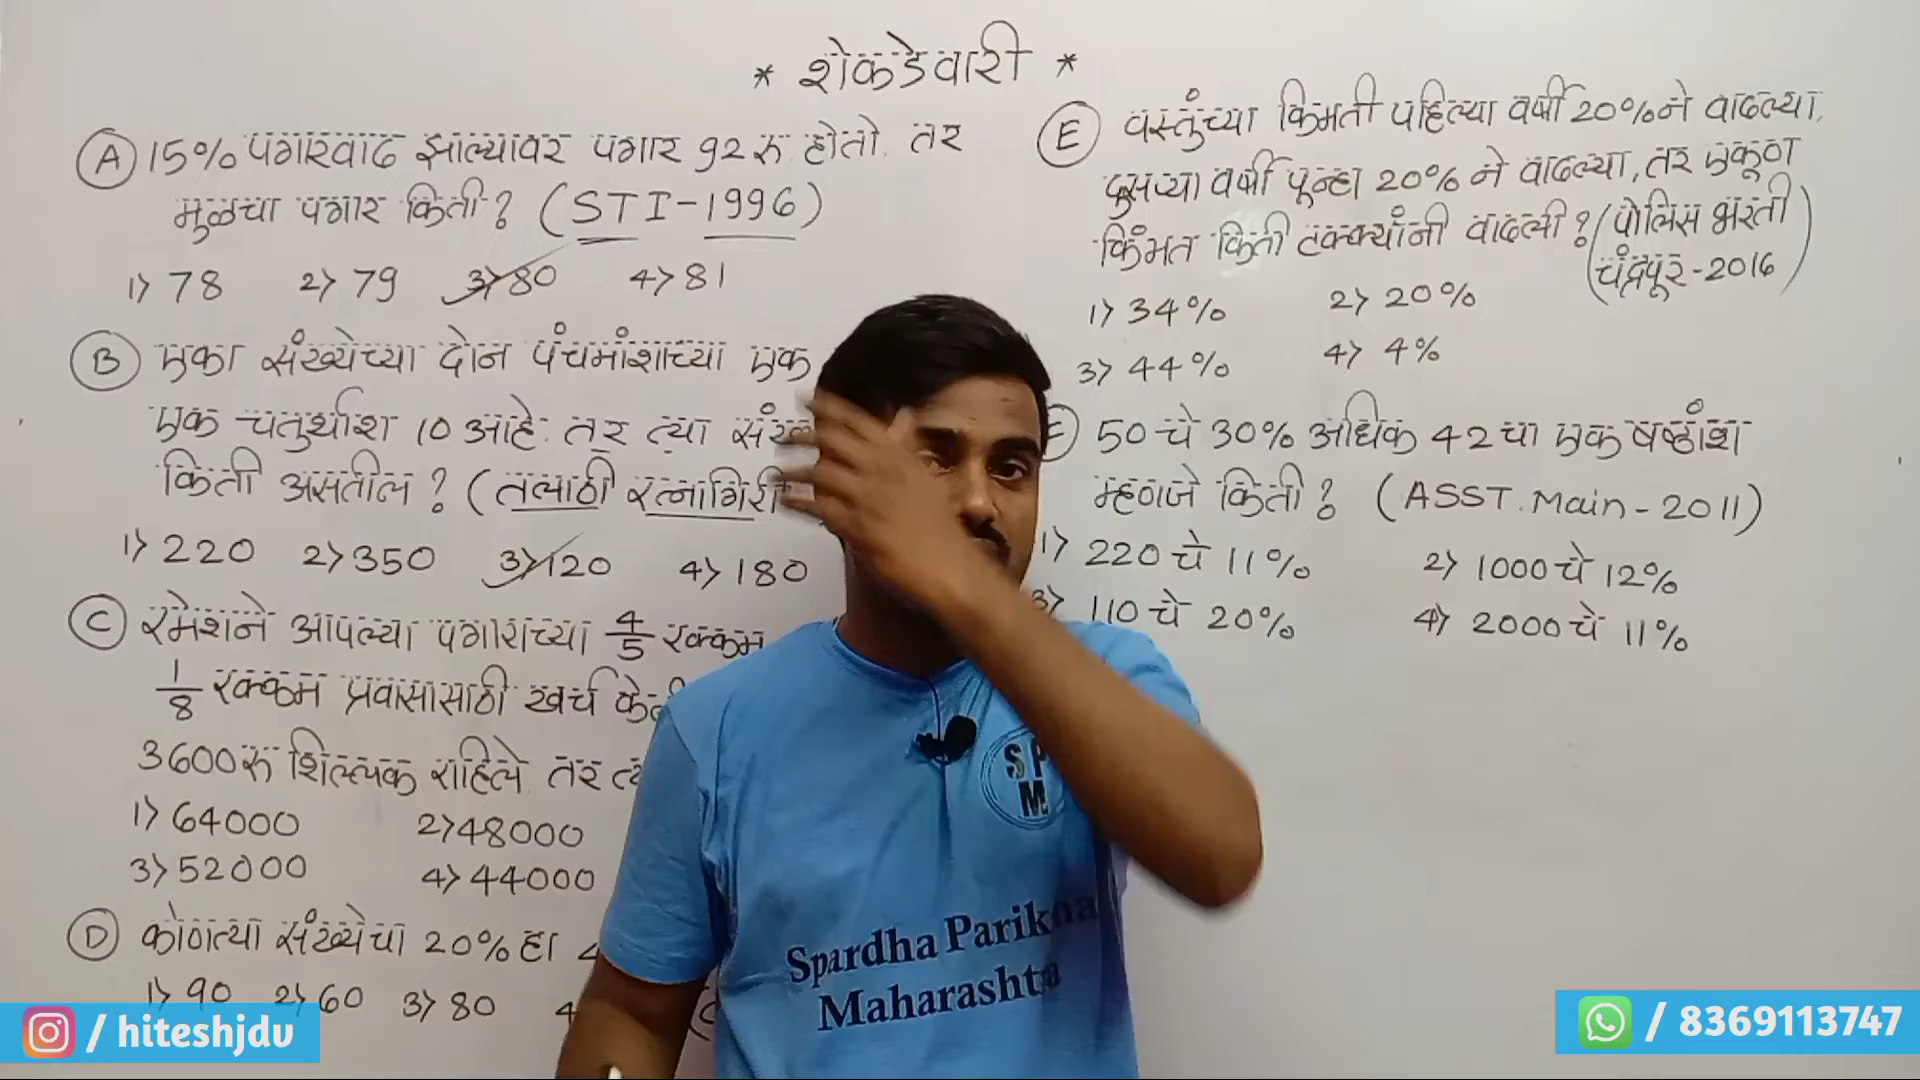 * शेकडेवारी *
A 15% पगारवाढ झाल्यावर पगार 92 रु. होतो. तर
मुळचा पगार किती? (STI-1996)
1) 78 2) 79 3) 80 4) 81
B एका संख्येच्या दोन पंचमांशाच्या एक
एक चतुर्थांश 10 आहे. तर त्या
किती असतील? (तलाठी रत्नागिरी
1) 220 2) 350 3) 120 4) 180
C रमेशने आपल्या पगाराच्या 4/5 रक्कम
1/8 रक्कम प्रवासासाठी खर्च केली
3600 रु शिल्लक राहिले तर
1) 64000 2) 48000
3) 52000 4) 44000
D कोणत्या संख्येचा 20% हा
1) 90 2) 60 3) 80 4
E वस्तुंच्या किंमती पहिल्या वर्षी 20% ने वाढल्या,
दुसऱ्या वर्षी पून्हा 20% ने वाढल्या, तर एकूण
किंमत किती टक्क्यांनी वाढली? (पोलिस भरती
चंद्रपूर-2016)
1) 34% 2) 20%
3) 44% 4) 4%
50 चे 30% अधिक 42 चा एक षष्ठांश
म्हणजे किती? (ASST. Main - 2011)
1) 220 चे 11% 2) 1000 चे 12%
3) 110 चे 20% 4) 2000 चे 11%
SP
M
Spardha Pariksha
Maharashtra
/ hiteshjdu
/ 8369113747